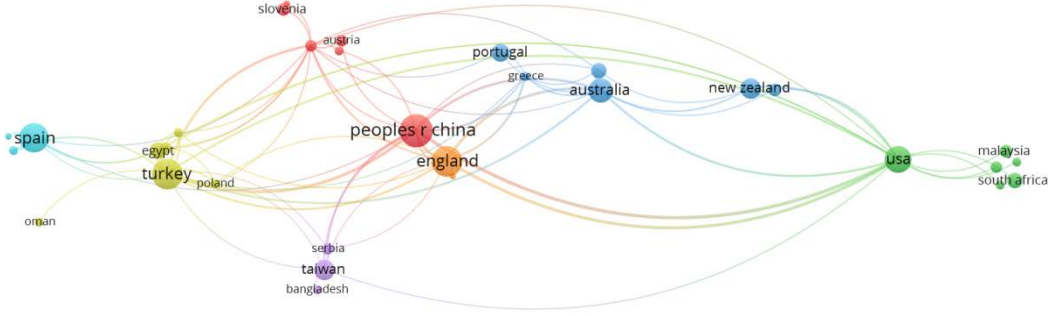 slovenia
austria
portugal
greece
australia
new zealand
peoples r china
england
spain
egypt
turkey
poland
oman
usa
malaysia
south africa
serbia
taiwan
bangladesh